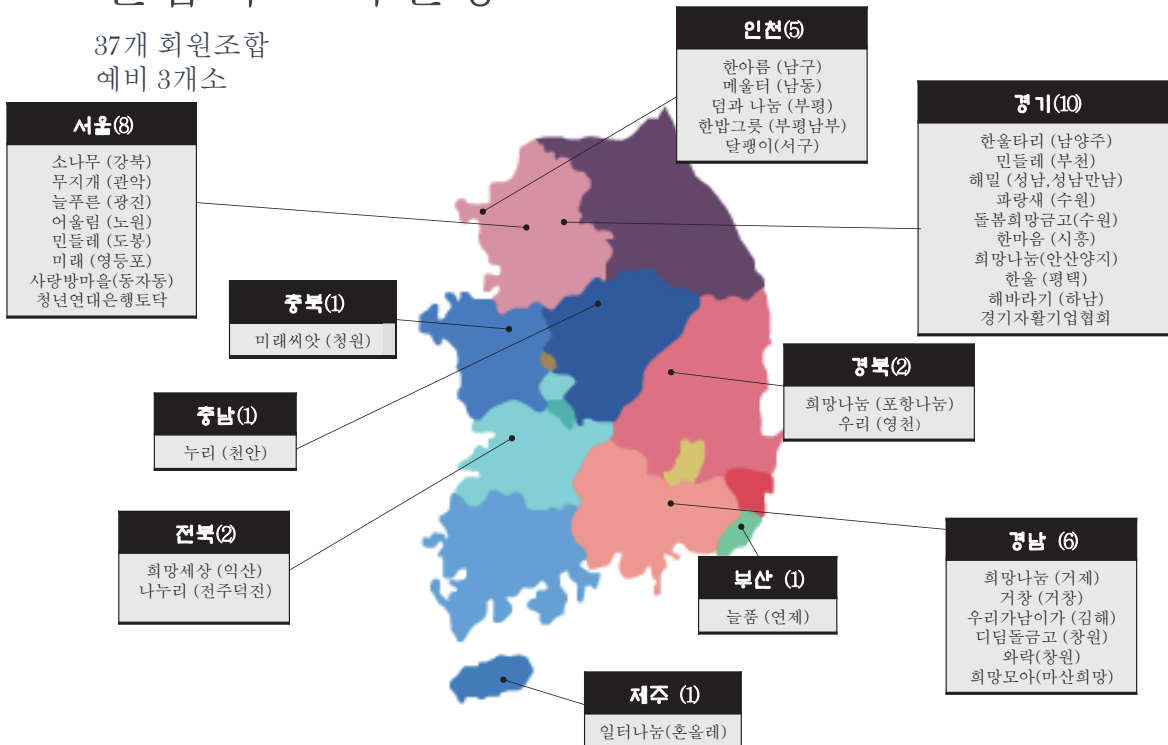 37개 회원조합
예비 3개소
인천(5)
한아름 (남구)
메울터 (남동)
덤과 나눔 (부평)
한밥그릇 (부평남부)
달팽이(서구)
경기(10)
한울타리 (남양주)
민들레 (부천)
해밀 (성남,성남만남)
파랑새 (수원)
돌봄희망금고(수원)
한마음 (시흥)
희망나눔(안산양지)
한울 (평택)
해바라기 (하남)
경기자활기업협회
서울(8)
소나무 (강북)
무지개 (관악)
늘푸른 (광진)
어울림 (노원)
민들레 (도봉)
미래 (영등포)
사랑방마을(동자동)
청년연대은행토닥
충북(1)
미래씨앗 (청원)
경북(2)
희망나눔 (포항나눔)
우리 (영천)
충남(1)
누리 (천안)
전북(2)
희망세상 (익산)
나누리 (전주덕진)
경남 (6)
희망나눔 (거제)
거창 (거창)
우리가남이가 (김해)
디딤돌금고 (창원)
와락(창원)
희망모아(마산희망)
부산 (1)
늘품 (연제)
제주 (1)
일터나눔(혼올레)